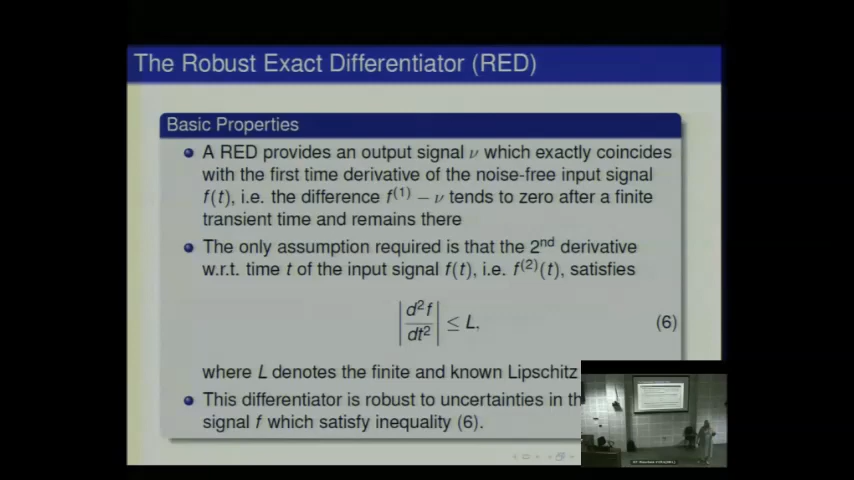 The Robust Exact Differentiator (RED)
Basic Properties
A RED provides an output signal ν which exactly coincides
with the first time derivative of the noise-free input signal
f(t), i.e. the difference f⁽¹⁾ − ν tends to zero after a finite
transient time and remains there
The only assumption required is that the 2nd derivative
w.r.t. time t of the input signal f(t), i.e. f⁽²⁾(t), satisfies
|d²f/dt²| ≤ L, (6)
where L denotes the finite and known Lipschitz
This differentiator is robust to uncertainties in
signal f which satisfy inequality (6).